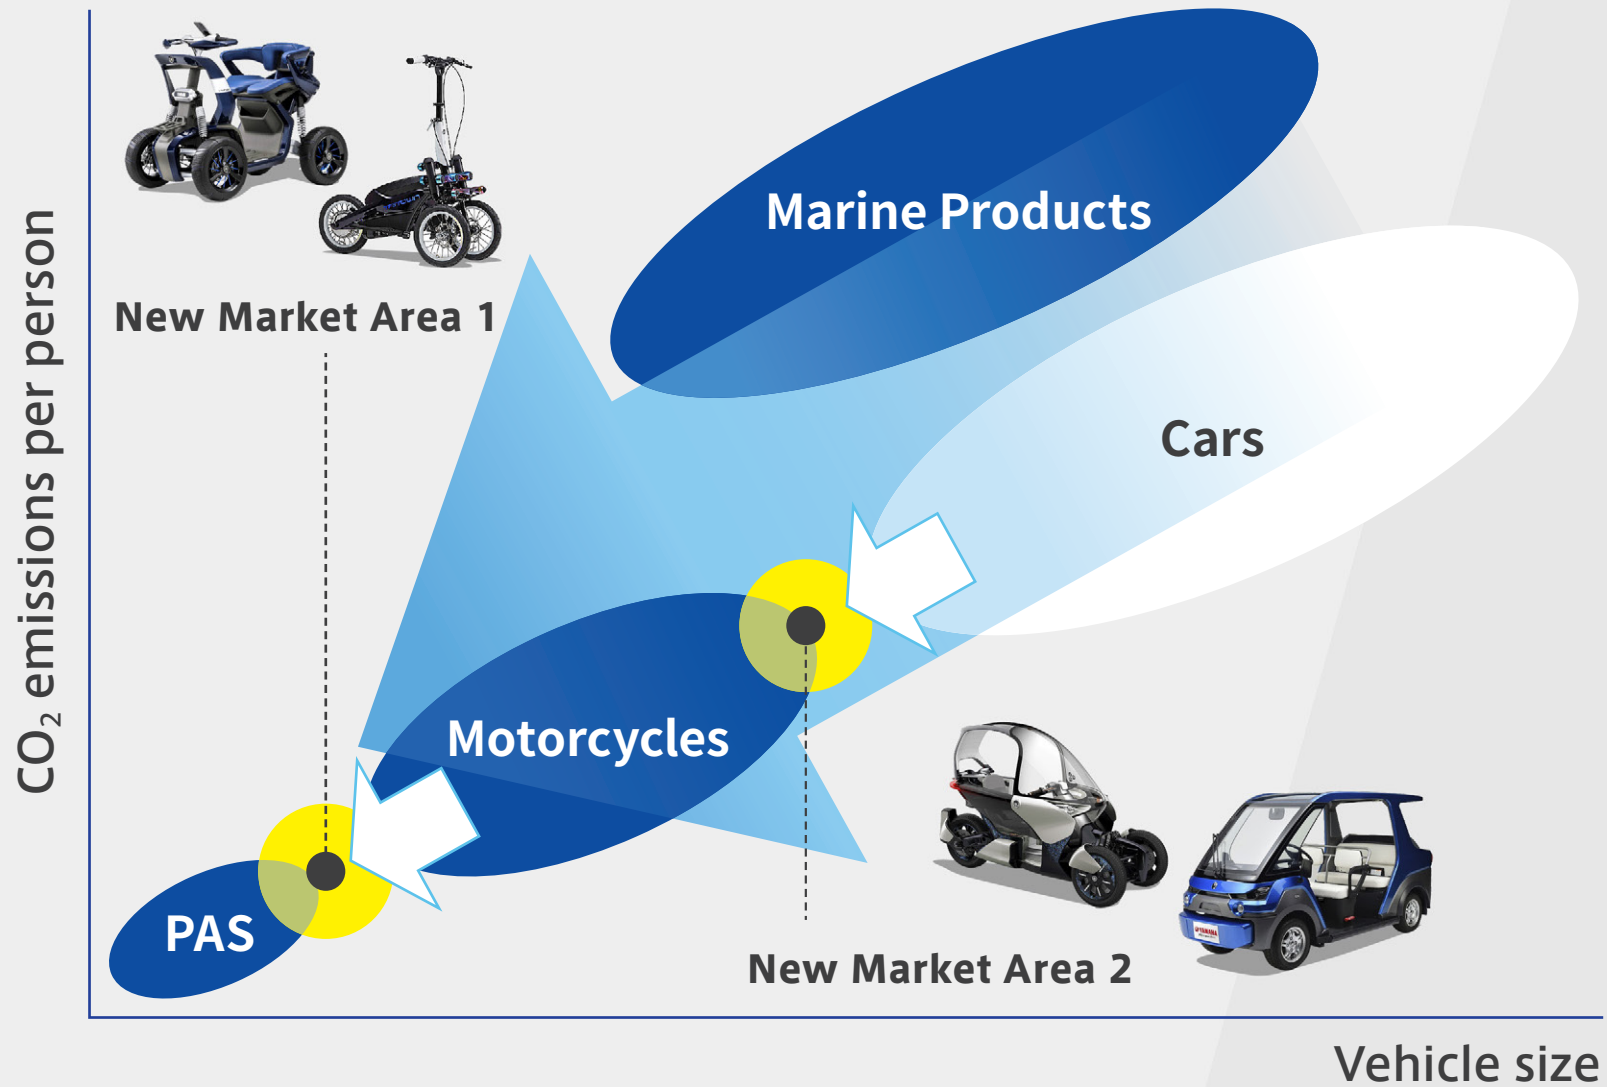 CO₂ emissions per person
New Market Area 1
Marine Products
Cars
Motorcycles
PAS
New Market Area 2
YAMAHA
Vehicle size